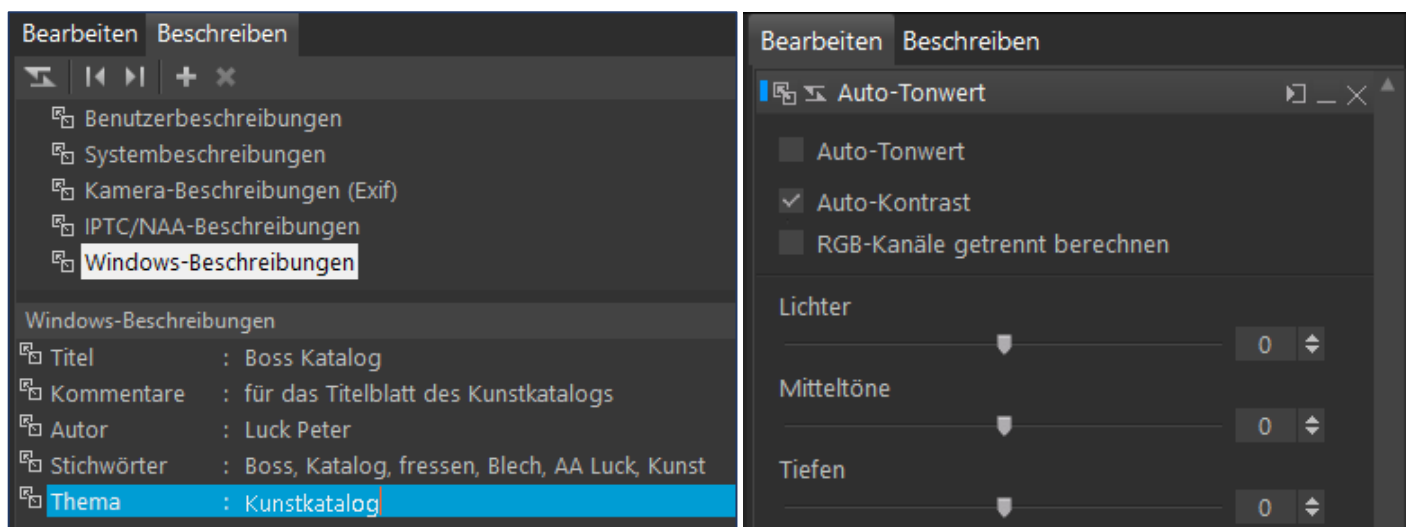 Bearbeiten Beschreiben
Benutzerbeschreibungen
Systembeschreibungen
Kamera-Beschreibungen (Exif)
IPTC/NAA-Beschreibungen
Windows-Beschreibungen
Windows-Beschreibungen
Titel : Boss Katalog
Kommentare : für das Titelblatt des Kunstkatalogs
Autor : Luck Peter
Stichwörter : Boss, Katalog, fressen, Blech, AA Luck, Kunst
Thema : Kunstkatalog
Bearbeiten Beschreiben
Auto-Tonwert
Auto-Tonwert
Auto-Kontrast
RGB-Kanäle getrennt berechnen
Lichter
0
Mitteltöne
0
Tiefen
0